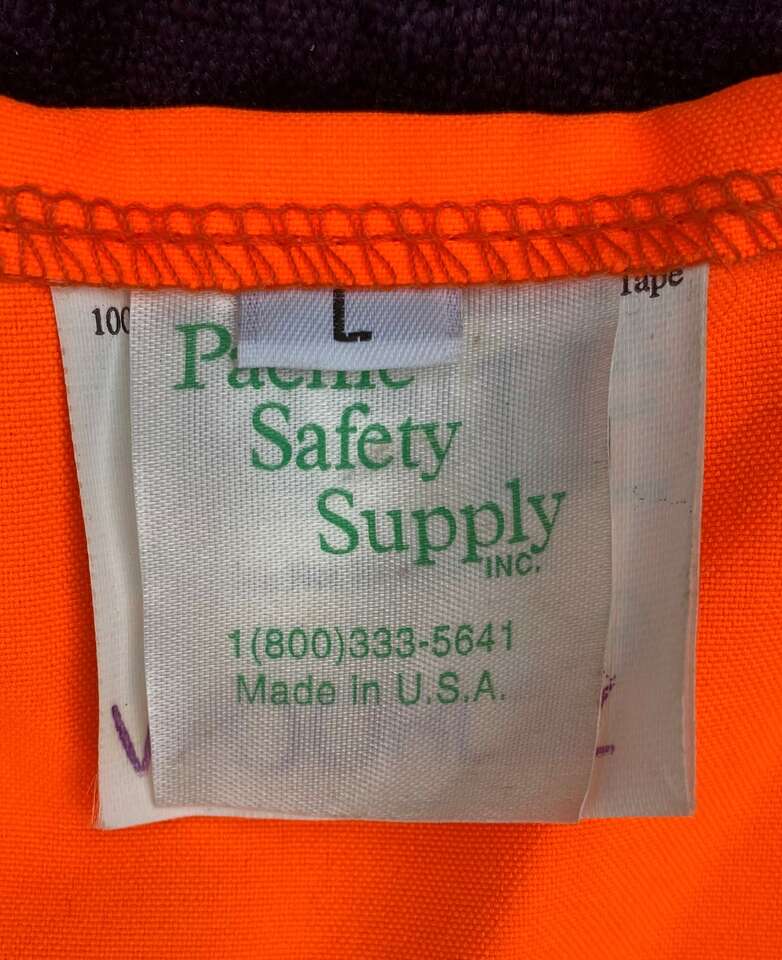 L
100
Tape
Pacific
Safety
Supply
INC.
1(800)333-5641
Made in U.S.A.